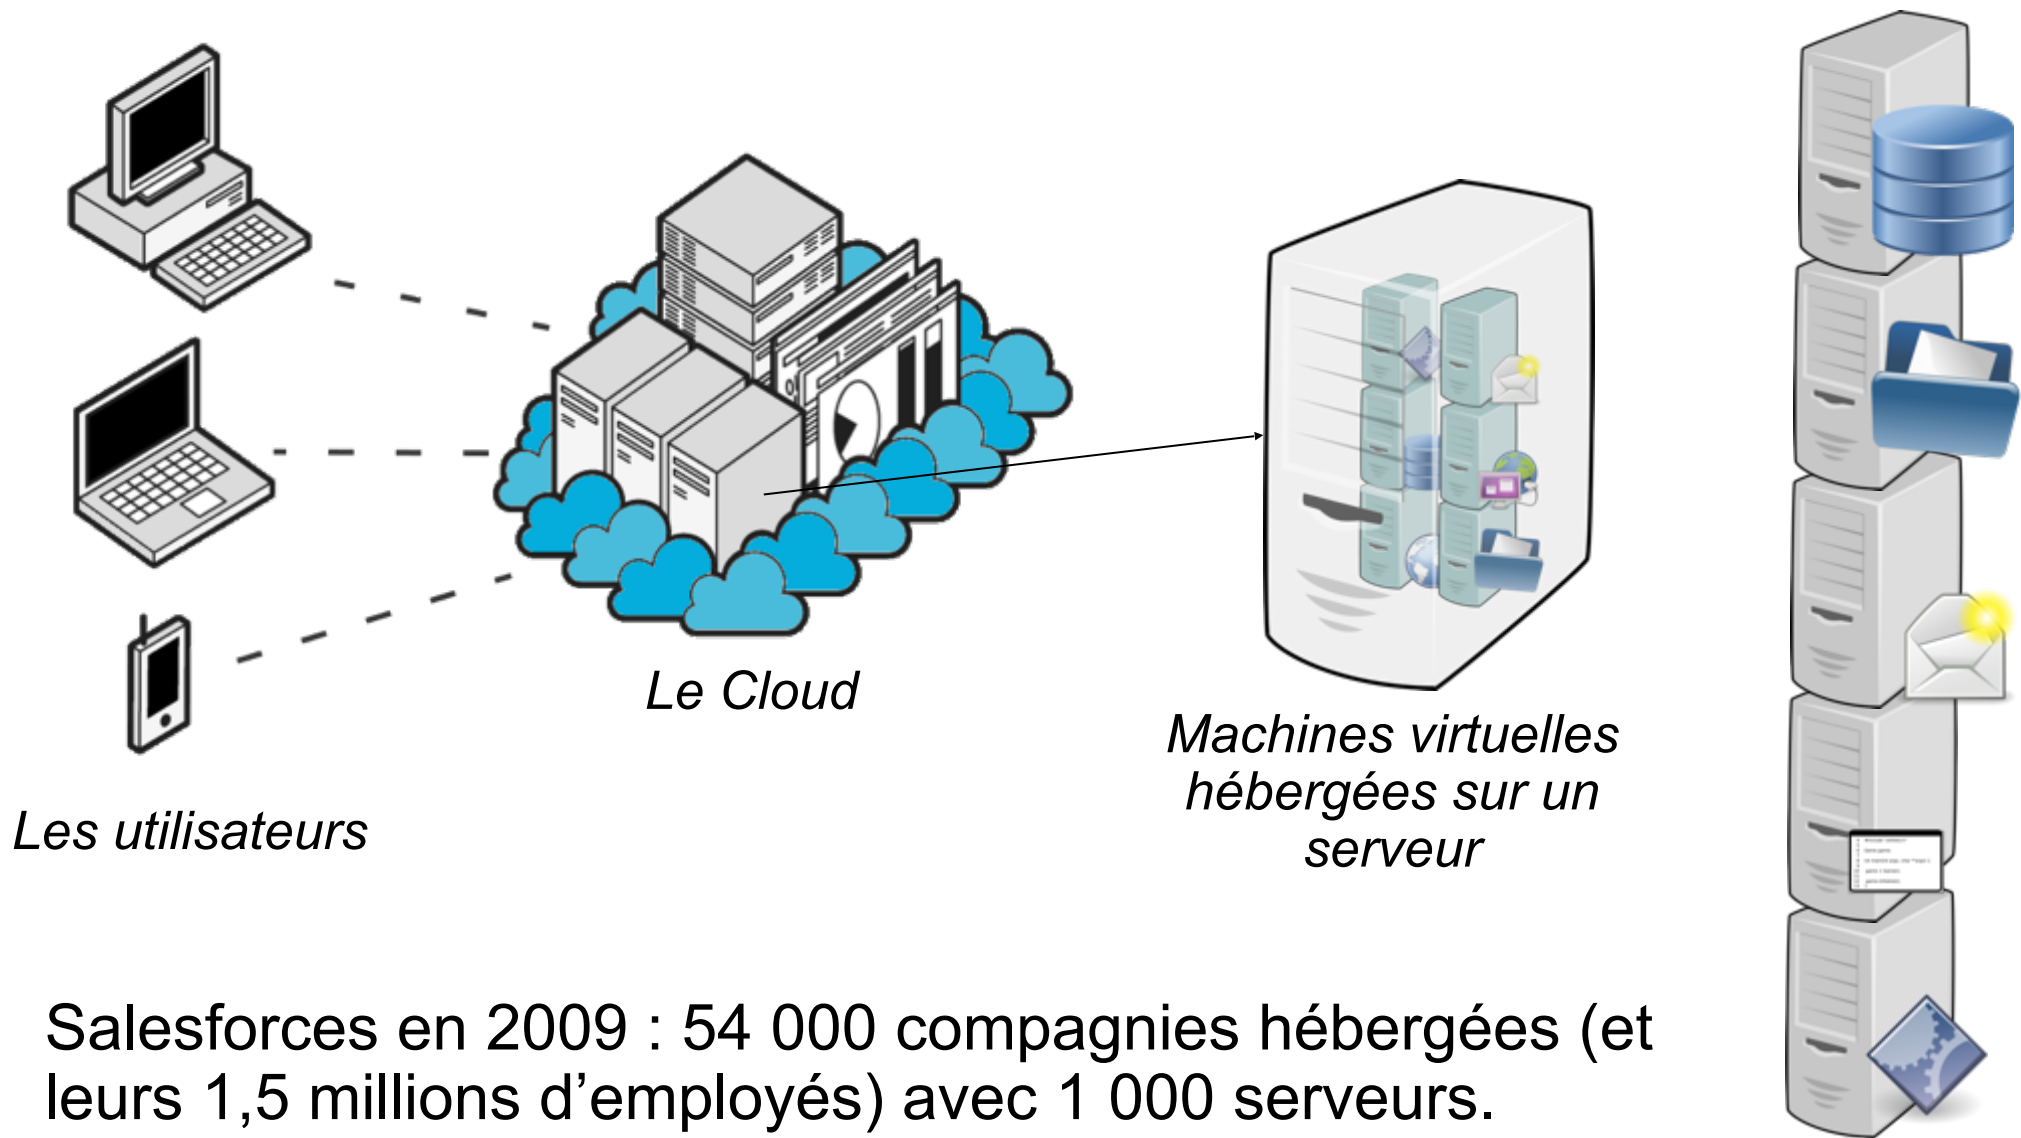 Le Cloud
Machines virtuelles
hébergées sur un
serveur
Les utilisateurs
Salesforces en 2009 : 54 000 compagnies hébergées (et
leurs 1,5 millions d’employés) avec 1 000 serveurs.